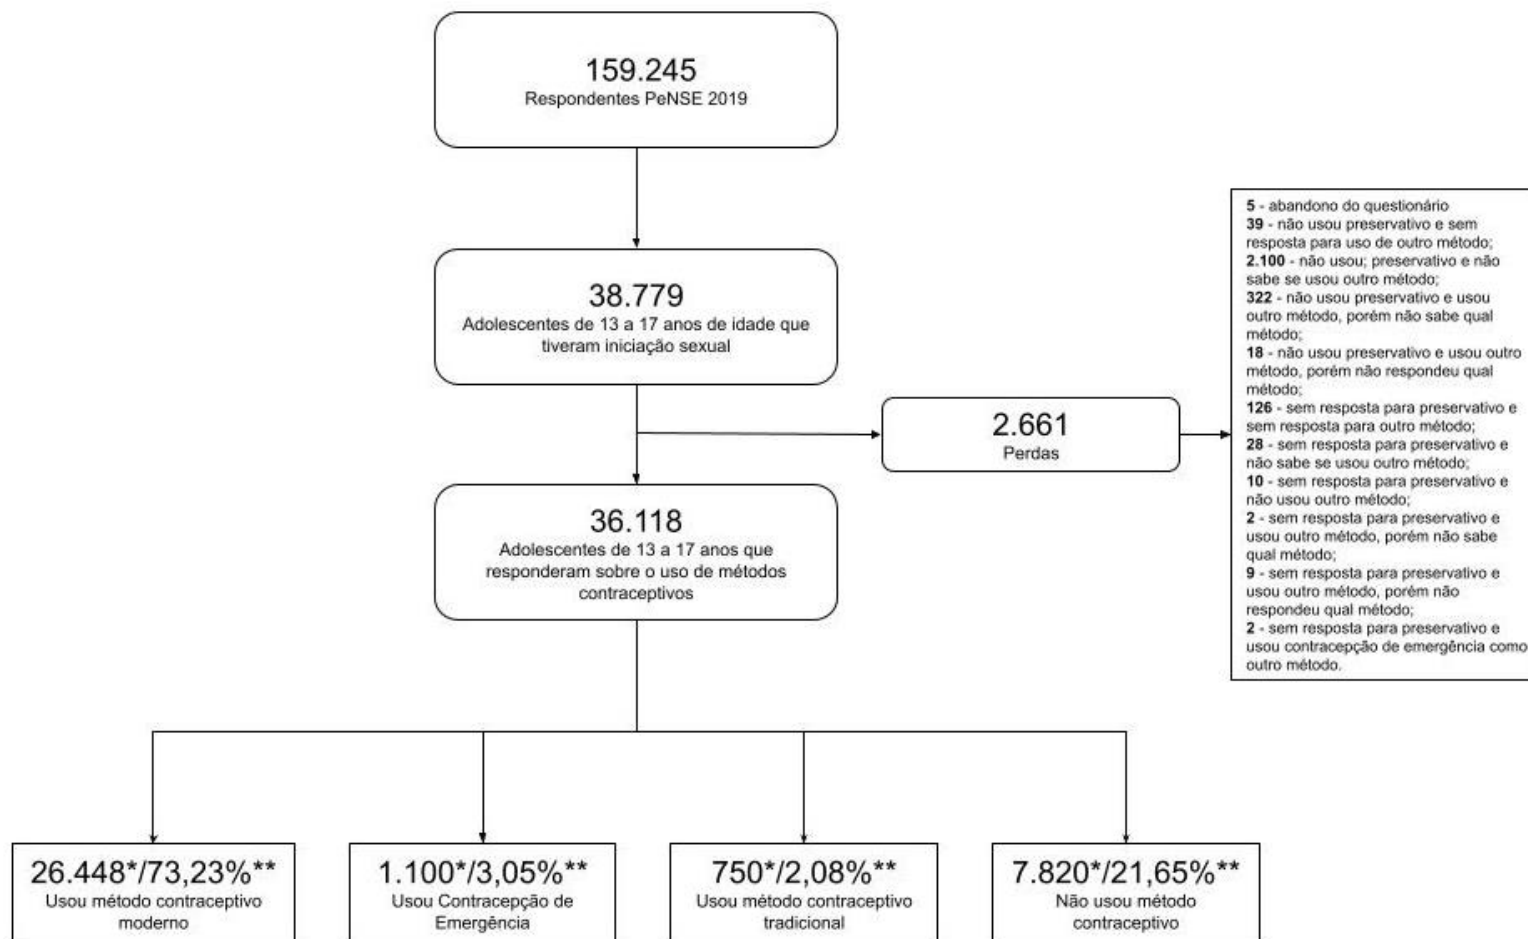 159.245
Respondentes PeNSE 2019
38.779
Adolescentes de 13 a 17 anos de idade que
tiveram iniciação sexual
2.661
Perdas
5 - abandono do questionário
39 - não usou preservativo e sem
resposta para uso de outro método;
2.100 - não usou; preservativo e não
sabe se usou outro método;
322 - não usou preservativo e usou
outro método, porém não sabe qual
método;
18 - não usou preservativo e usou outro
método, porém não respondeu qual
método;
126 - sem resposta para preservativo e
sem resposta para outro método;
28 - sem resposta para preservativo e
não sabe se usou outro método;
10 - sem resposta para preservativo e
não usou outro método;
2 - sem resposta para preservativo e
usou outro método, porém não sabe
qual método;
9 - sem resposta para preservativo e
usou outro método, porém não
respondeu qual método;
2 - sem resposta para preservativo e
usou contracepção de emergência como
outro método.
36.118
Adolescentes de 13 a 17 anos que
responderam sobre o uso de métodos
contraceptivos
26.448*/73,23%**
Usou método contraceptivo
moderno
1.100*/3,05%**
Usou Contracepção de
Emergência
750*/2,08%**
Usou método contraceptivo
tradicional
7.820*/21,65%**
Não usou método
contraceptivo